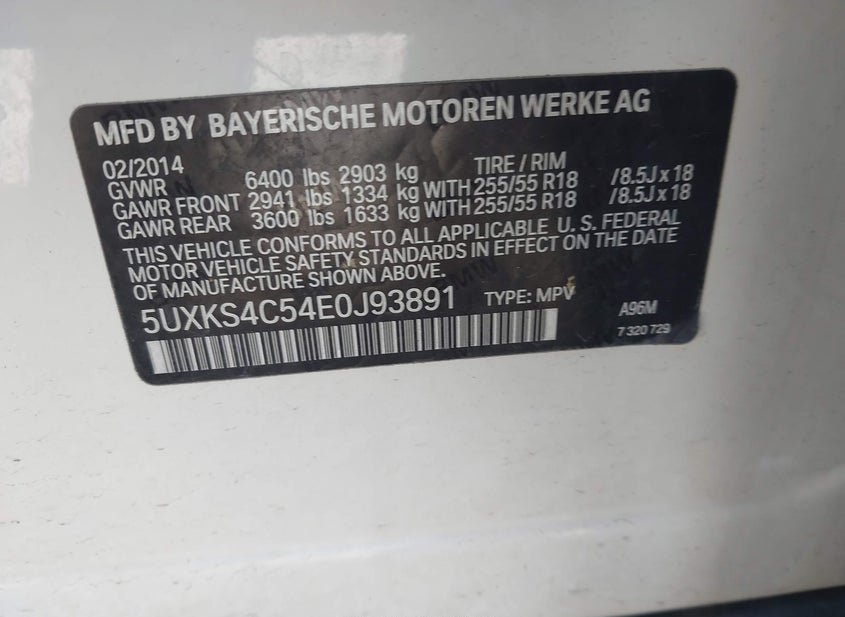 MFD BY BAYERISCHE MOTOREN WERKE AG
02/2014 TIRE / RIM
GVWR 6400 lbs 2903 kg
GAWR FRONT 2941 lbs 1334 kg WITH 255/55 R18 /8.5J x 18
GAWR REAR 3600 lbs 1633 kg WITH 255/55 R18 /8.5J x 18
THIS VEHICLE CONFORMS TO ALL APPLICABLE U. S. FEDERAL
MOTOR VEHICLE SAFETY STANDARDS IN EFFECT ON THE DATE
OF MANUFACTURE SHOWN ABOVE.
5UXKS4C54E0J93891 TYPE: MPV A96M
7 320 729